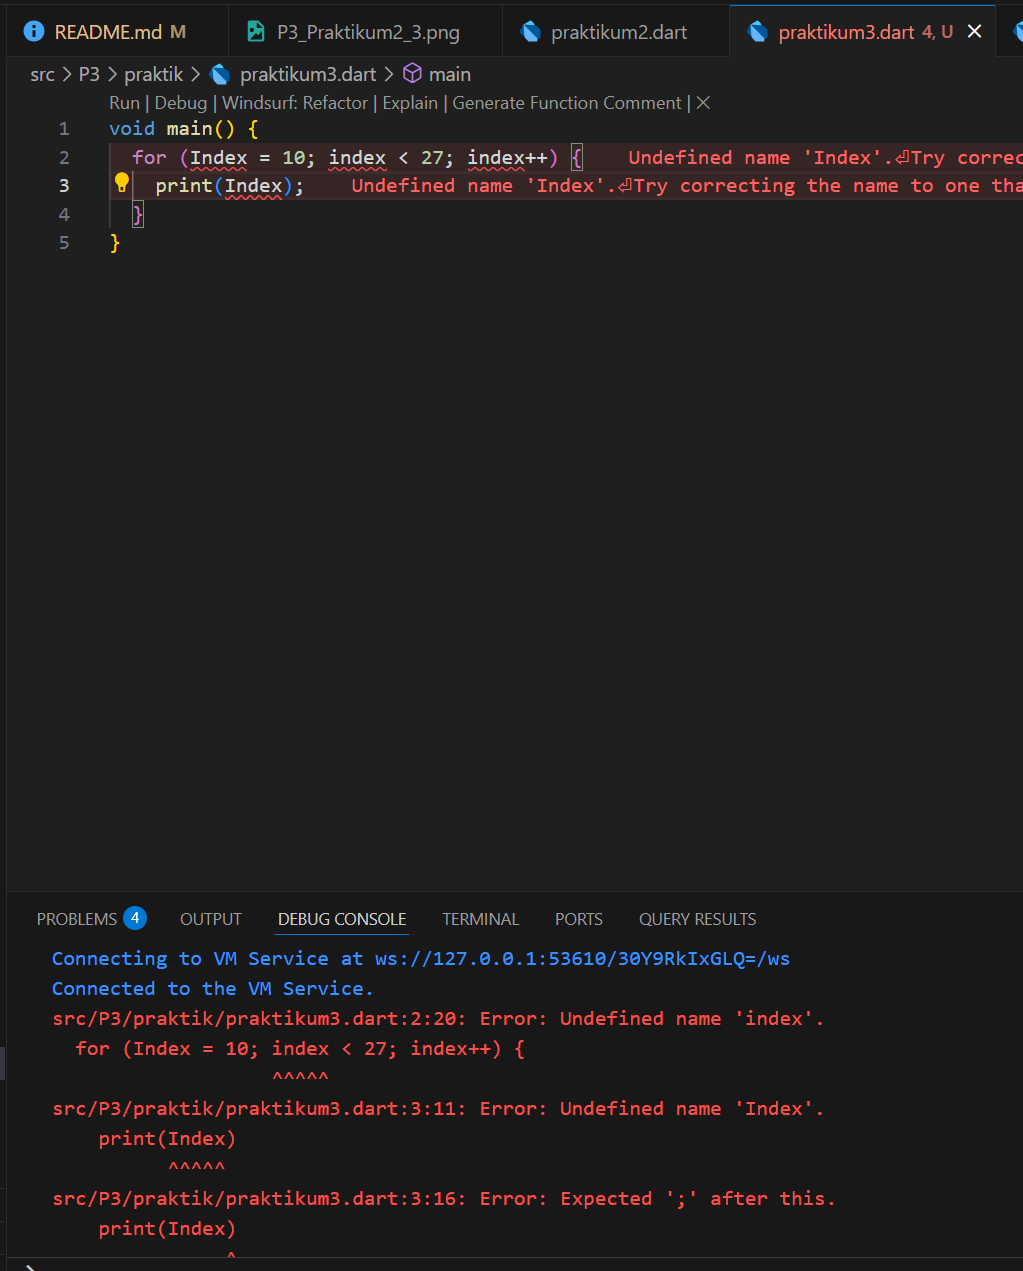 README.md M P3_Praktikum2_3.png praktikum2.dart praktikum3.dart 4, U
src > P3 > praktik > praktikum3.dart > main
Run | Debug | Windsurf: Refactor | Explain | Generate Function Comment | ×
1 void main() {
2 for (Index = 10; index < 27; index++) { Undefined name 'Index'.⏎Try correc
3 print(Index); Undefined name 'Index'.⏎Try correcting the name to one tha
4 }
5 }
PROBLEMS 4 OUTPUT DEBUG CONSOLE TERMINAL PORTS QUERY RESULTS
Connecting to VM Service at ws://127.0.0.1:53610/30Y9RkIxGLQ=/ws
Connected to the VM Service.
src/P3/praktik/praktikum3.dart:2:20: Error: Undefined name 'index'.
for (Index = 10; index < 27; index++) {
^^^^^
src/P3/praktik/praktikum3.dart:3:11: Error: Undefined name 'Index'.
print(Index)
^^^^^
src/P3/praktik/praktikum3.dart:3:16: Error: Expected ';' after this.
print(Index)
^